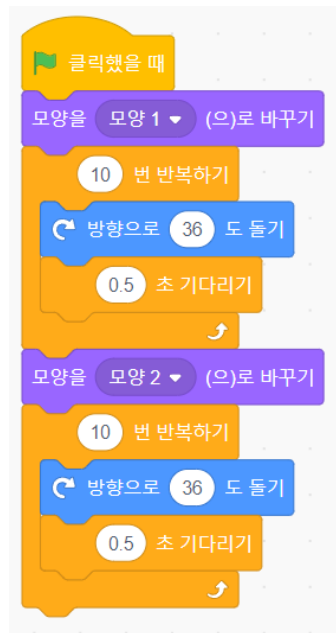 클릭했을 때
모양을 모양 1 (으)로 바꾸기
10 번 반복하기
방향으로 36 도 돌기
0.5 초 기다리기
모양을 모양 2 (으)로 바꾸기
10 번 반복하기
방향으로 36 도 돌기
0.5 초 기다리기